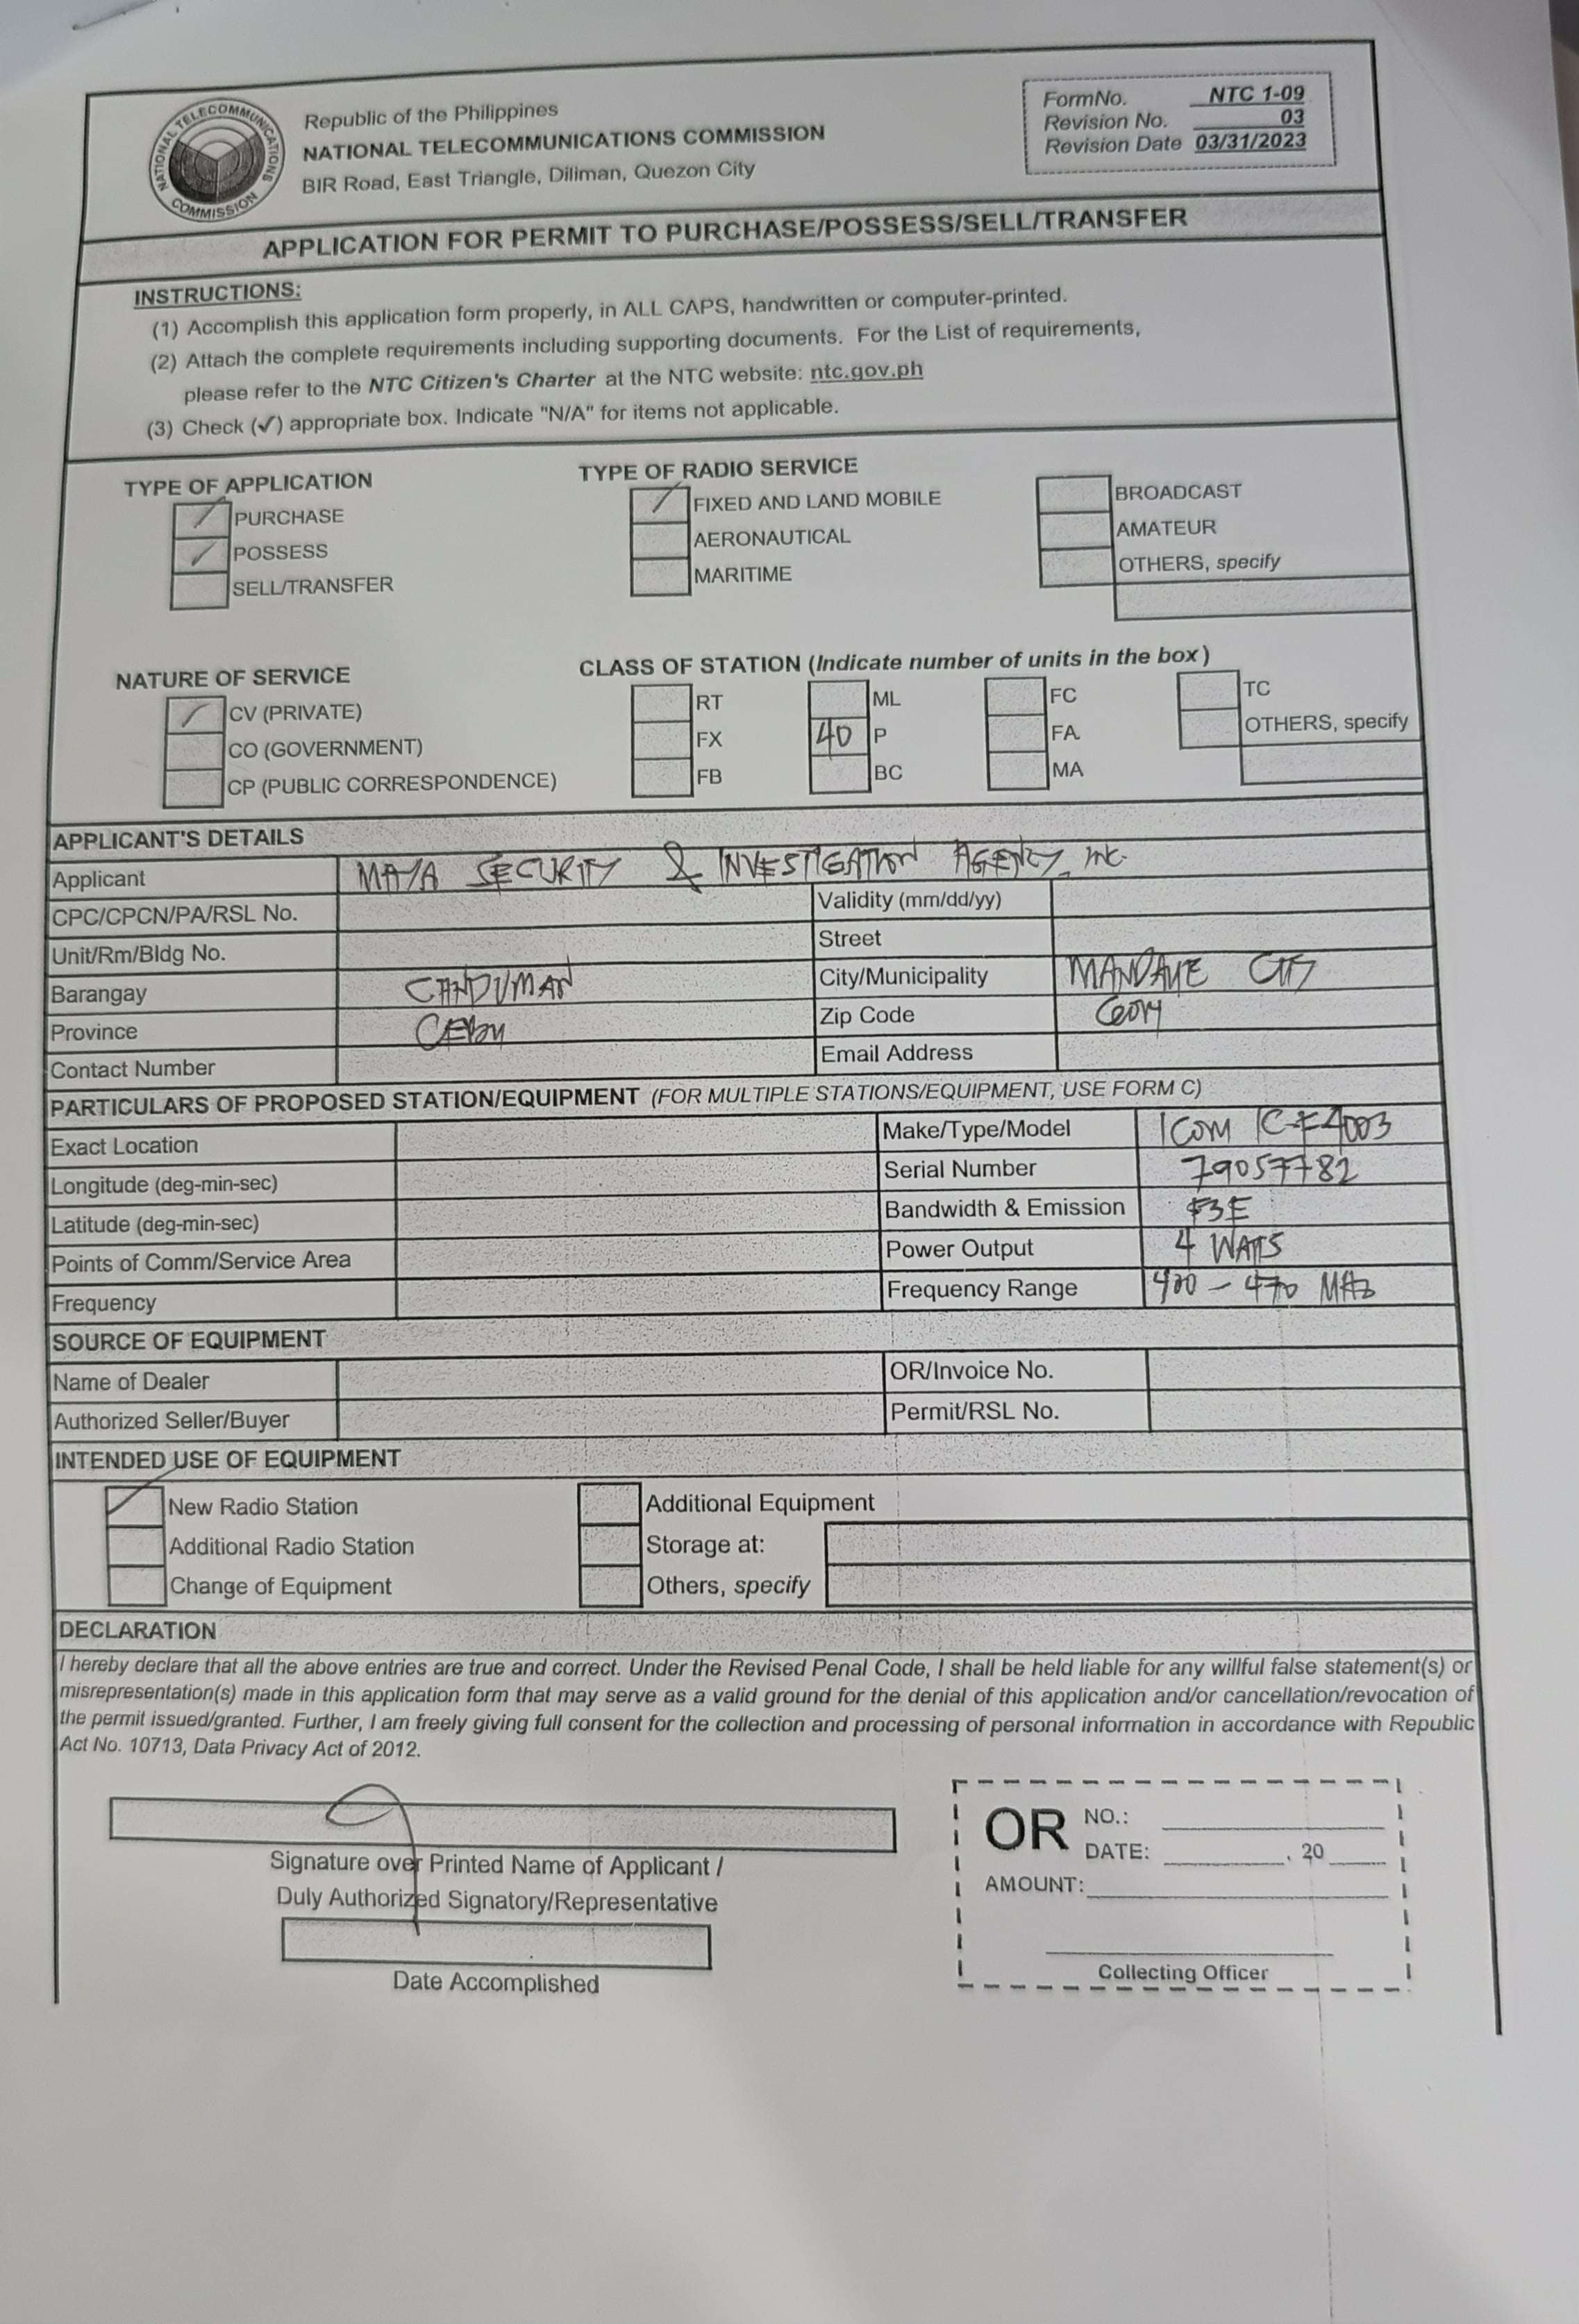 NATIONAL TELECOMMUNICATIONS COMMISSION
Republic of the Philippines
NATIONAL TELECOMMUNICATIONS COMMISSION
BIR Road, East Triangle, Diliman, Quezon City
FormNo. NTC 1-09
Revision No. 03
Revision Date 03/31/2023
APPLICATION FOR PERMIT TO PURCHASE/POSSESS/SELL/TRANSFER
INSTRUCTIONS:
(1) Accomplish this application form properly, in ALL CAPS, handwritten or computer-printed.
(2) Attach the complete requirements including supporting documents. For the List of requirements,
please refer to the NTC Citizen's Charter at the NTC website: ntc.gov.ph
(3) Check (✓) appropriate box. Indicate "N/A" for items not applicable.
TYPE OF APPLICATION
/ PURCHASE
✓ POSSESS
SELL/TRANSFER
TYPE OF RADIO SERVICE
/ FIXED AND LAND MOBILE
AERONAUTICAL
MARITIME
BROADCAST
AMATEUR
OTHERS, specify
NATURE OF SERVICE
✓ CV (PRIVATE)
CO (GOVERNMENT)
CP (PUBLIC CORRESPONDENCE)
CLASS OF STATION (Indicate number of units in the box)
RT
FX
FB
ML
40 P
BC
FC
FA
MA
TC
OTHERS, specify
APPLICANT'S DETAILS
Applicant MAYA SECURITY & INVESTIGATION AGENCY, INC.
CPC/CPCN/PA/RSL No. Validity (mm/dd/yy)
Unit/Rm/Bldg No. Street
Barangay CANDUMAN City/Municipality MANDAUE CITY
Province CEBU Zip Code 6014
Contact Number Email Address
PARTICULARS OF PROPOSED STATION/EQUIPMENT (FOR MULTIPLE STATIONS/EQUIPMENT, USE FORM C)
Exact Location Make/Type/Model ICOM IC-F4003
Longitude (deg-min-sec) Serial Number 79057782
Latitude (deg-min-sec) Bandwidth & Emission F3E
Points of Comm/Service Area Power Output 4 WATTS
Frequency Frequency Range 400 - 470 MHz
SOURCE OF EQUIPMENT
Name of Dealer OR/Invoice No.
Authorized Seller/Buyer Permit/RSL No.
INTENDED USE OF EQUIPMENT
✓ New Radio Station
Additional Radio Station
Change of Equipment
Additional Equipment
Storage at:
Others, specify
DECLARATION
I hereby declare that all the above entries are true and correct. Under the Revised Penal Code, I shall be held liable for any willful false statement(s) or
misrepresentation(s) made in this application form that may serve as a valid ground for the denial of this application and/or cancellation/revocation of
the permit issued/granted. Further, I am freely giving full consent for the collection and processing of personal information in accordance with Republic
Act No. 10713, Data Privacy Act of 2012.
Signature over Printed Name of Applicant /
Duly Authorized Signatory/Representative
Date Accomplished
OR NO.:
DATE: , 20
AMOUNT:
Collecting Officer